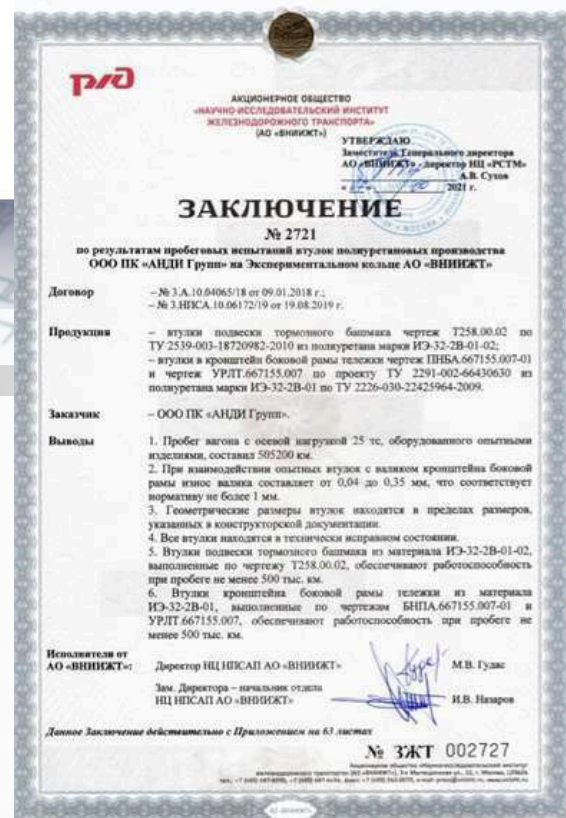 ржд
АКЦИОНЕРНОЕ ОБЩЕСТВО
«НАУЧНО-ИССЛЕДОВАТЕЛЬСКИЙ ИНСТИТУТ
ЖЕЛЕЗНОДОРОЖНОГО ТРАНСПОРТА»
(АО «ВНИИЖТ»)
УТВЕРЖДАЮ
Заместитель Генерального директора
АО «ВНИИЖТ» - директор НЦ «РСТМ»
А.В. Сухов
2021 г.
ЗАКЛЮЧЕНИЕ
№ 2721
по результатам пробеговых испытаний втулок полиуретановых производства
ООО ПК «АНДИ Групп» на Экспериментальном кольце АО «ВНИИЖТ»
Договор – № 3.А.10.04065/18 от 09.01.2018 г.;
– № 3.НПСА.10.06172/19 от 19.08.2019 г.
Продукция – втулки подвески тормозного башмака чертеж Т258.00.02 по
ТУ 2539-003-18720982-2010 из полиуретана марки ИЭ-32-2В-01-02;
– втулки в кронштейн боковой рамы тележки чертеж ПНБА.667155.007-01
и чертеж УРЛТ.667155.007 по проекту ТУ 2291-002-66430630 из
полиуретана марки ИЭ-32-2В-01 по ТУ 2226-030-22425964-2009.
Заказчик – ООО ПК «АНДИ Групп».
Выводы 1. Пробег вагона с осевой нагрузкой 25 тс, оборудованного опытными
изделиями, составил 505200 км.
2. При взаимодействии опытных втулок с валиком кронштейна боковой
рамы износ валика составляет от 0,04 до 0,35 мм, что соответствует
нормативу не более 1 мм.
3. Геометрические размеры втулок находятся в пределах размеров,
указанных в конструкторской документации.
4. Все втулки находятся в технически исправном состоянии.
5. Втулки подвески тормозного башмака из материала ИЭ-32-2В-01-02,
выполненные по чертежу Т258.00.02, обеспечивают работоспособность
при пробеге не менее 500 тыс. км.
6. Втулки кронштейна боковой рамы тележки из материала
ИЭ-32-2В-01, выполненные по чертежам БНПА.667155.007-01 и
УРЛТ.667155.007, обеспечивают работоспособность при пробеге не
менее 500 тыс. км.
Исполнители от
АО «ВНИИЖТ»:
Директор НЦ НПСАП АО «ВНИИЖТ» М.В. Гудас
Зам. Директора – начальник отдела
НЦ НПСАП АО «ВНИИЖТ» И.В. Назаров
Данное Заключение действительно с Приложением на 63 листах
№ ЗЖТ 002727
АО «ВНИИЖТ»